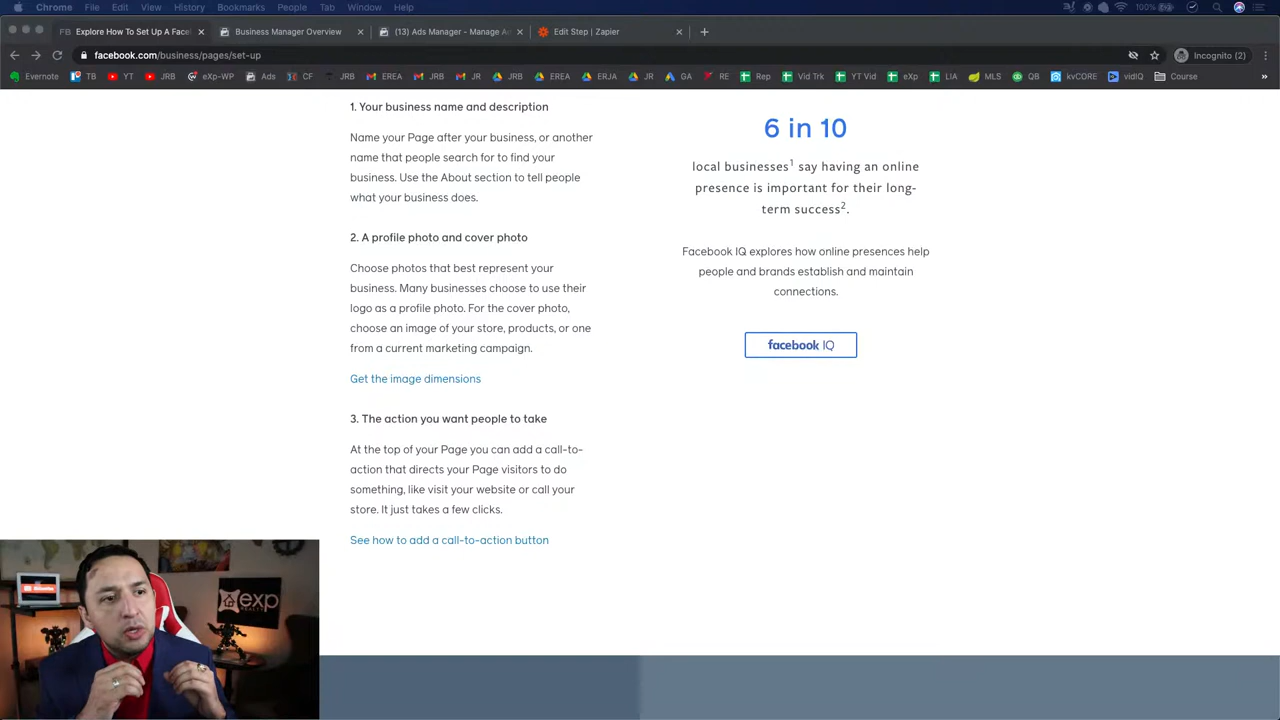 Chrome File Edit View History Bookmarks People Tab Window Help 100%
Explore How To Set Up A Face Business Manager Overview (13) Ads Manager - Manage A Edit Step | Zapier
facebook.com/business/pages/set-up Incognito (2)
Evernote TB YT JRB eXp-WP Ads CF JRB EREA JRB JR JRB EREA ERJA JR GA RE Rep Vid Trk YT Vid eXp LIA MLS QB kvCORE vidIQ Course
1. Your business name and description
Name your Page after your business, or another
name that people search for to find your
business. Use the About section to tell people
what your business does.
2. A profile photo and cover photo
Choose photos that best represent your
business. Many businesses choose to use their
logo as a profile photo. For the cover photo,
choose an image of your store, products, or one
from a current marketing campaign.
Get the image dimensions
3. The action you want people to take
At the top of your Page you can add a call-to-
action that directs your Page visitors to do
something, like visit your website or call your
store. It just takes a few clicks.
See how to add a call-to-action button
6 in 10
local businesses1 say having an online
presence is important for their long-
term success2.
Facebook IQ explores how online presences help
people and brands establish and maintain
connections.
facebook IQ
exp